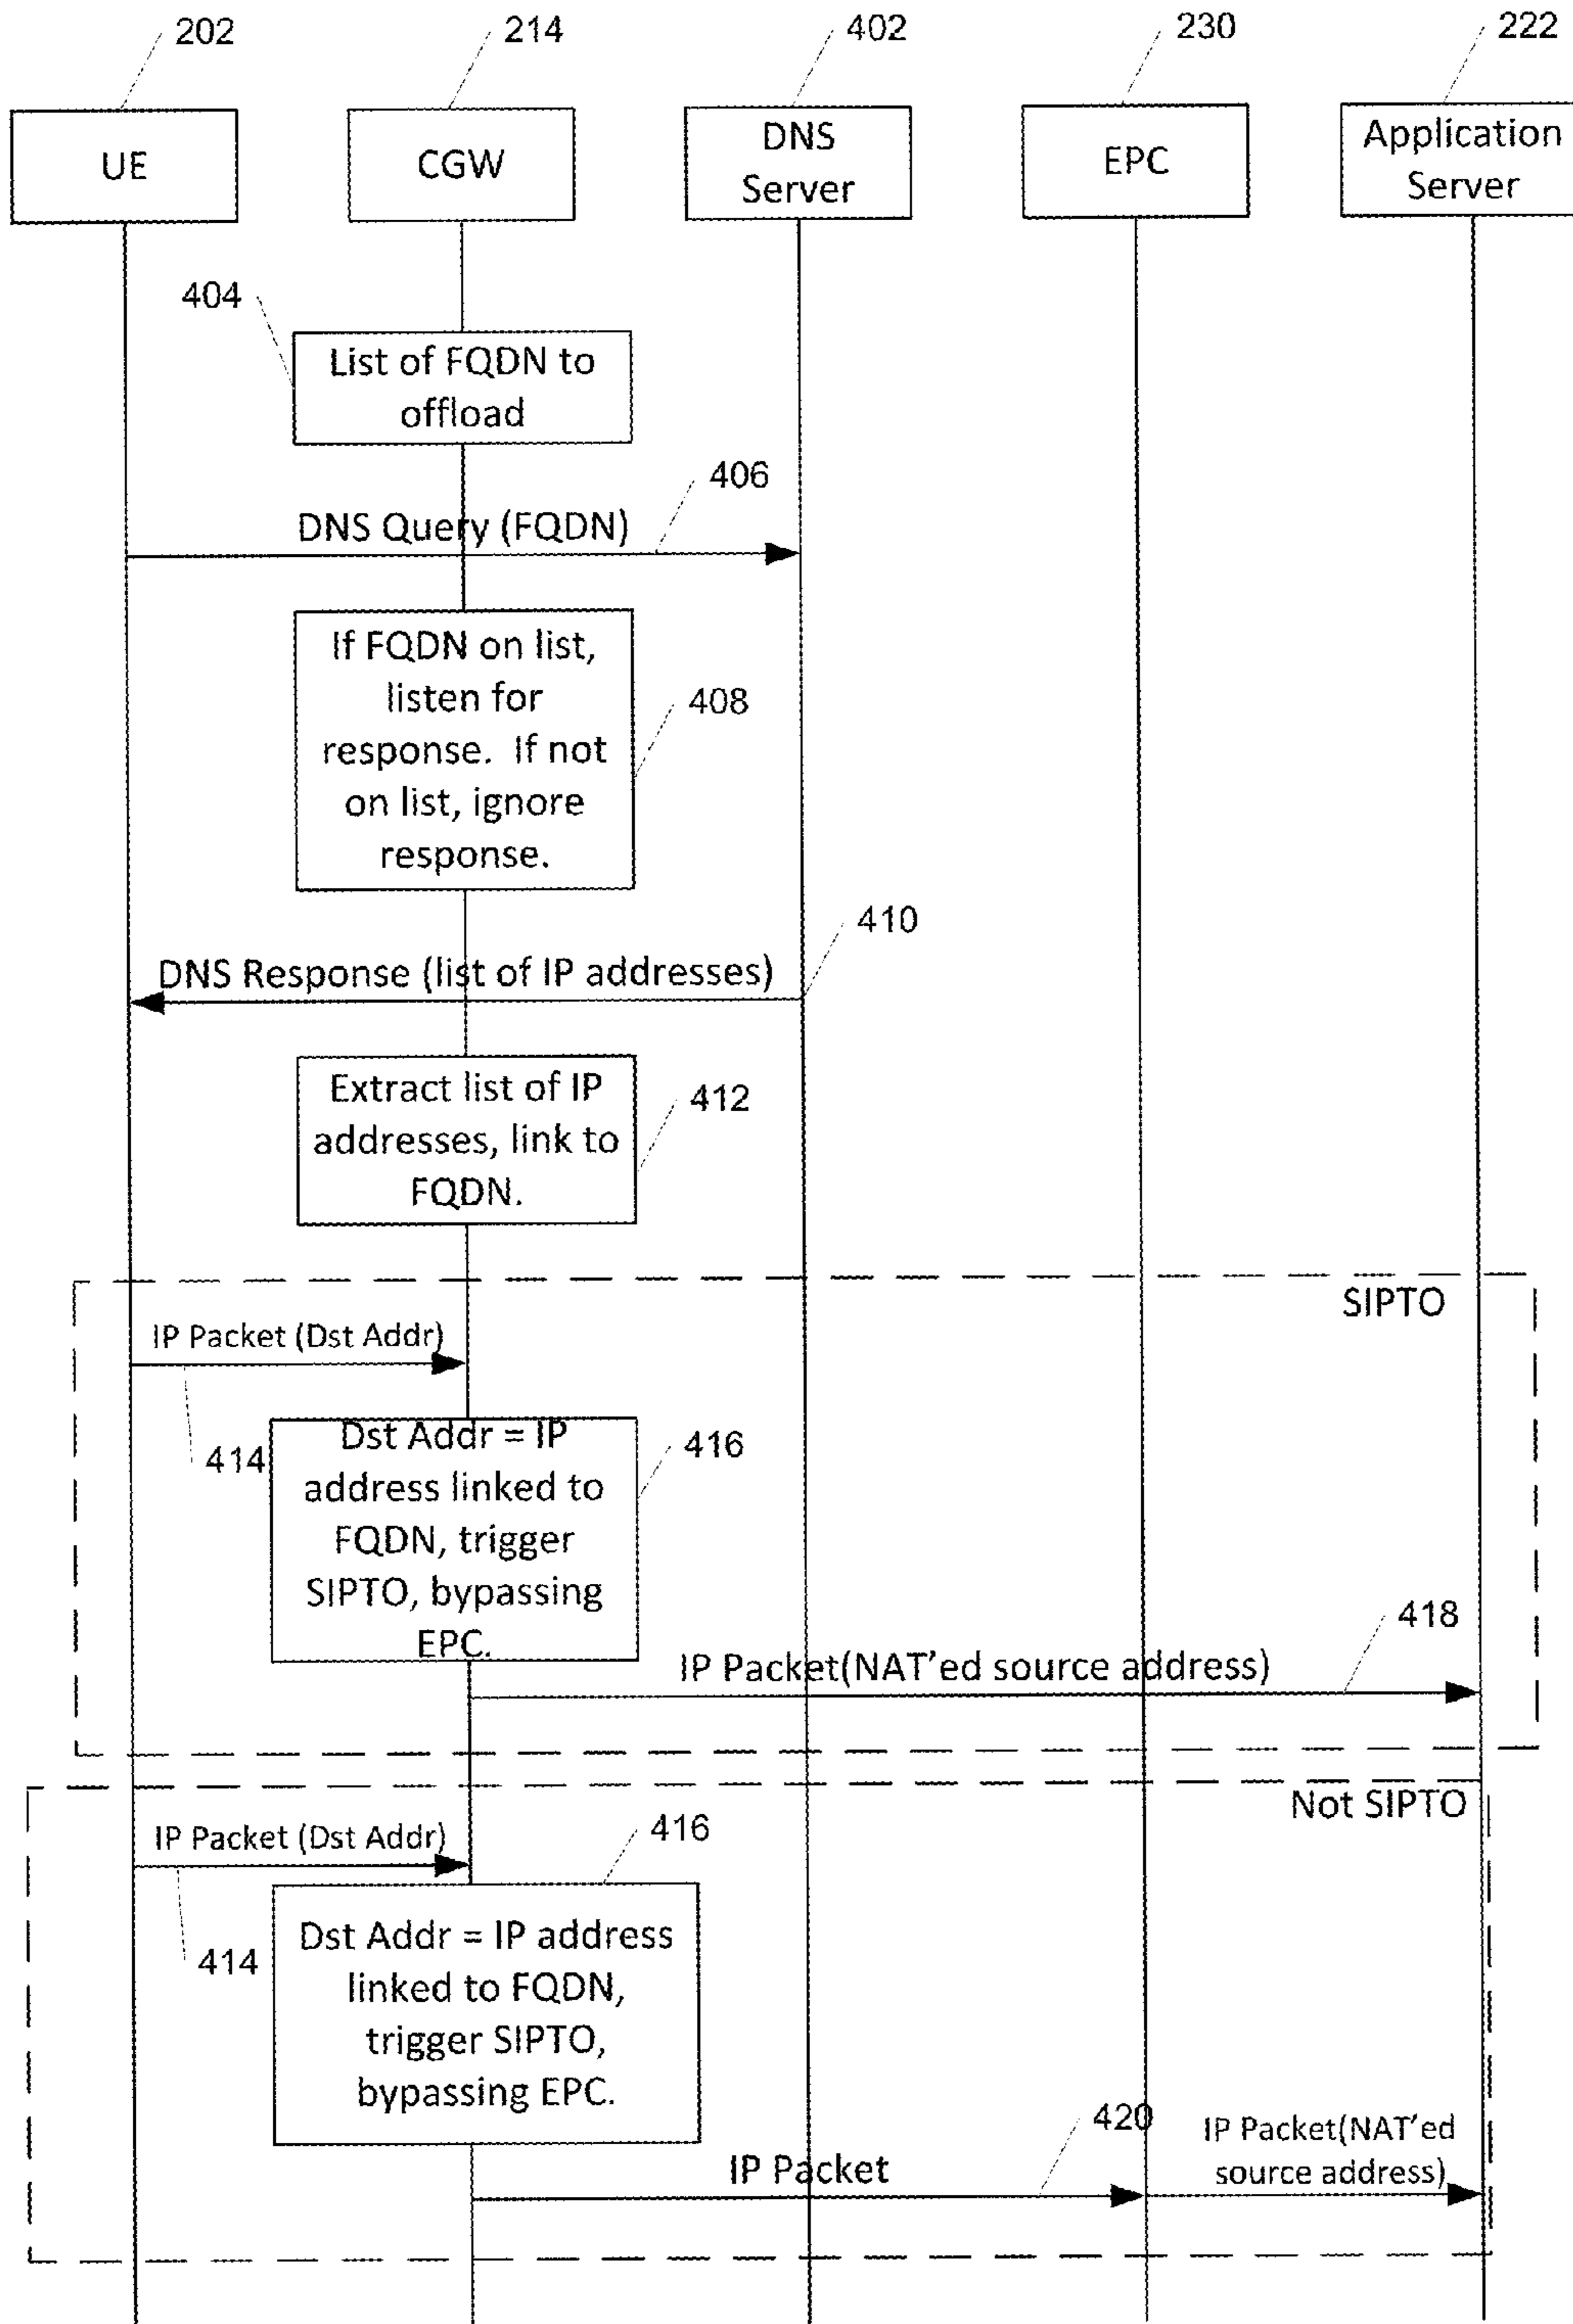 202
214
402
230
222
UE
CGW
DNS
Server
EPC
Application
Server
404
List of FQDN to
offload
406
DNS Query (FQDN)
If FQDN on list,
listen for
response. If not
on list, ignore
response.
408
410
DNS Response (list of IP addresses)
Extract list of IP
addresses, link to
FQDN.
412
SIPTO
IP Packet (Dst Addr)
414
Dst Addr = IP
address linked to
FQDN, trigger
SIPTO, bypassing
EPC.
416
418
IP Packet(NAT'ed source address)
Not SIPTO
IP Packet (Dst Addr)
416
414
Dst Addr = IP address
linked to FQDN,
trigger SIPTO,
bypassing EPC.
420
IP Packet
IP Packet(NAT'ed
source address)